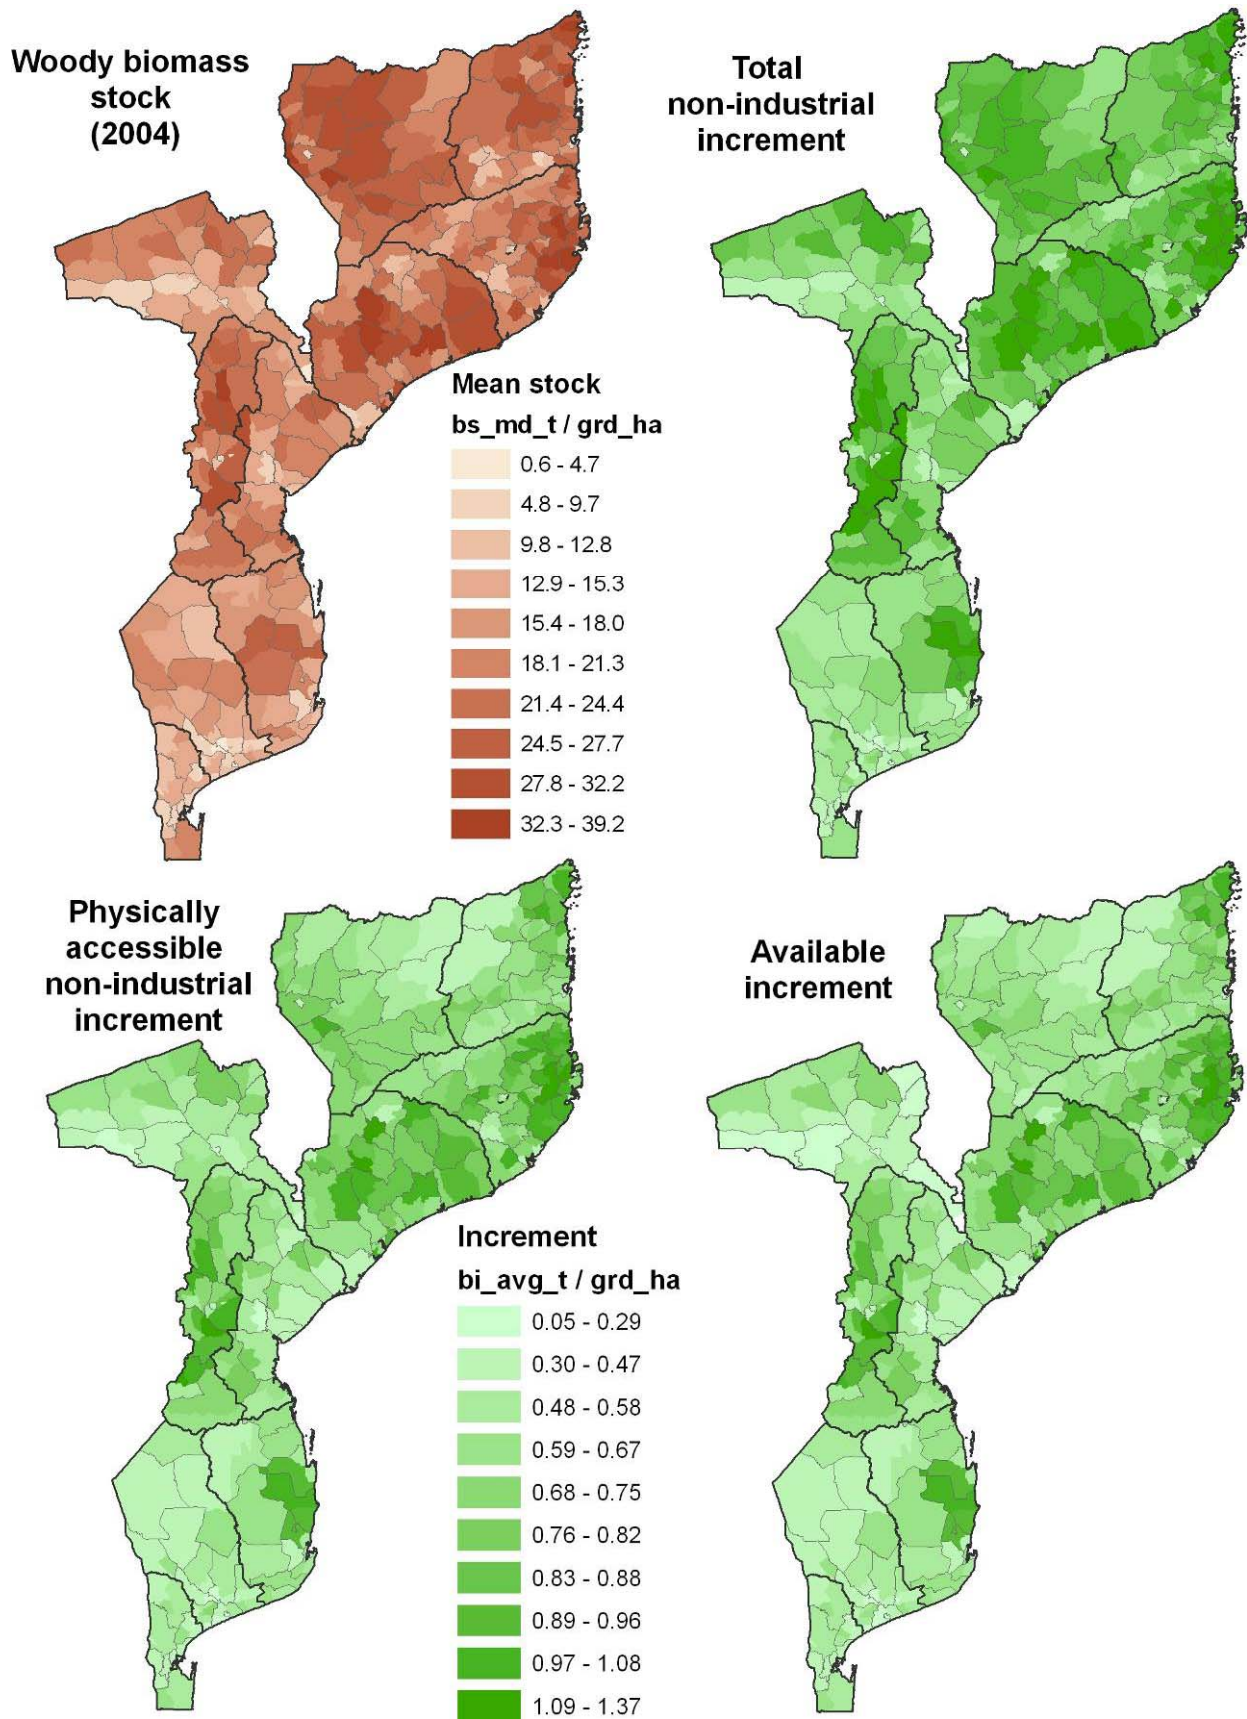 Woody biomass
stock
(2004)
Total
non-industrial
increment
Mean stock
bs_md_t / grd_ha
0.6 - 4.7
4.8 - 9.7
9.8 - 12.8
12.9 - 15.3
15.4 - 18.0
18.1 - 21.3
21.4 - 24.4
24.5 - 27.7
27.8 - 32.2
32.3 - 39.2
Physically
accessible
non-industrial
increment
Available
increment
Increment
bi_avg_t / grd_ha
0.05 - 0.29
0.30 - 0.47
0.48 - 0.58
0.59 - 0.67
0.68 - 0.75
0.76 - 0.82
0.83 - 0.88
0.89 - 0.96
0.97 - 1.08
1.09 - 1.37